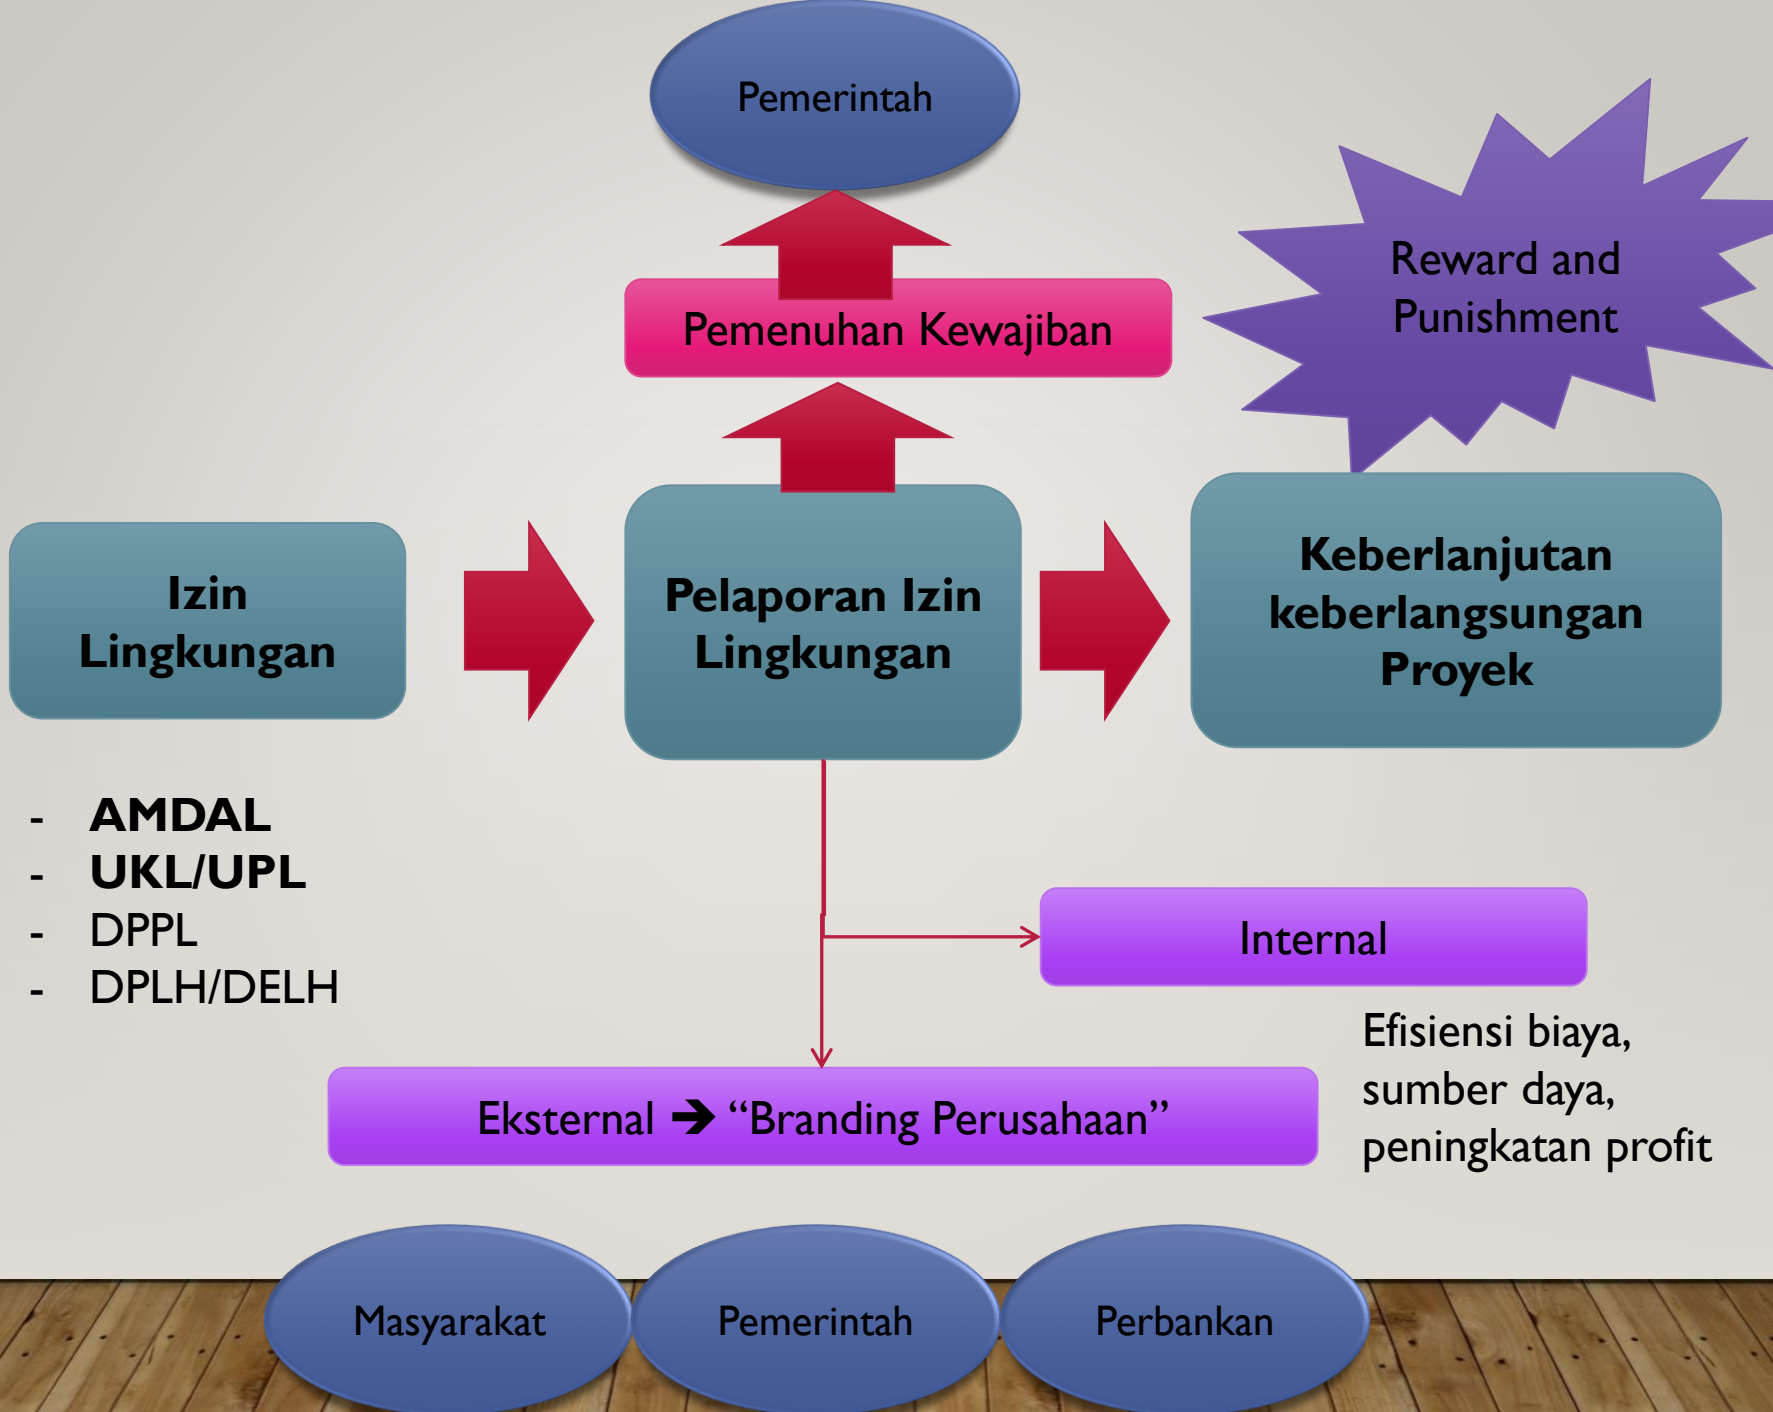 Pemerintah
Reward and
Punishment
Pemenuhan Kewajiban
Izin
Lingkungan
Pelaporan Izin
Lingkungan
Keberlanjutan
keberlangsungan
Proyek
- AMDAL
- UKL/UPL
- DPPL
- DPLH/DELH
Internal
Efisiensi biaya,
sumber daya,
peningkatan profit
Eksternal ➔ “Branding Perusahaan”
Masyarakat
Pemerintah
Perbankan